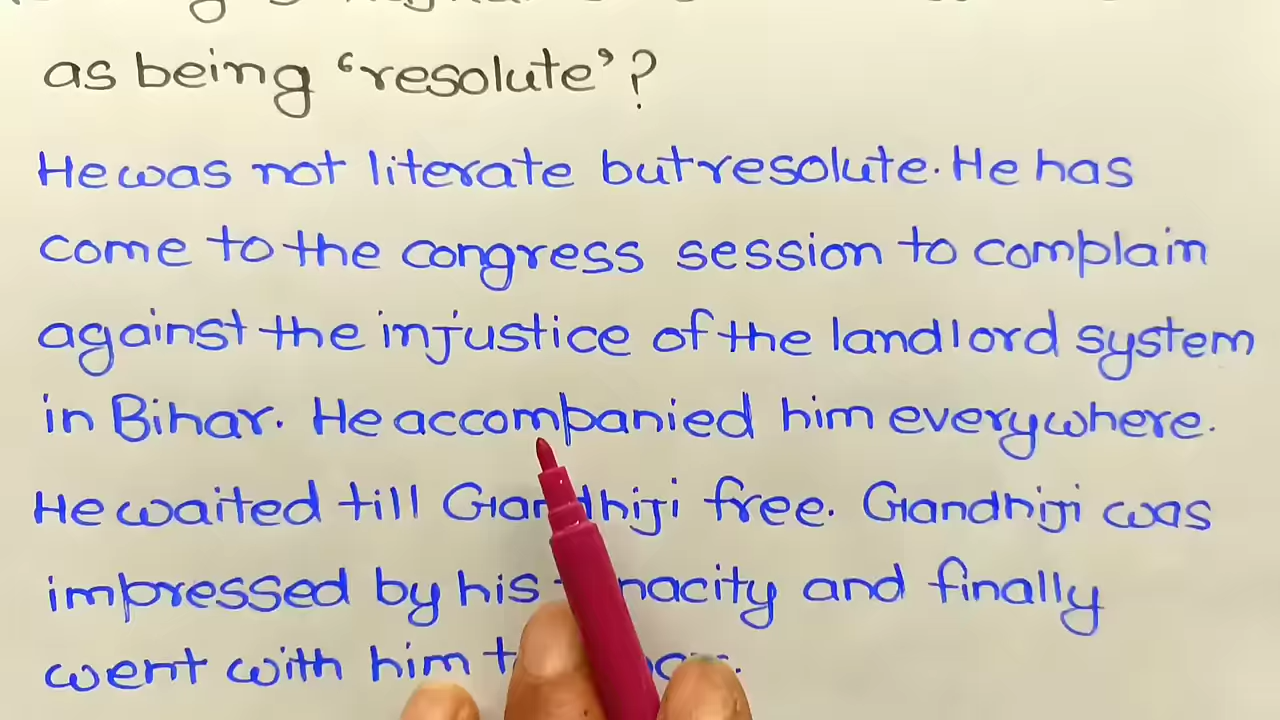 as being 'resolute'?
He was not literate but resolute. He has
come to the congress session to complain
against the injustice of the landlord system
in Bihar. He accompanied him everywhere.
He waited till Gandhiji free. Gandhiji was
impressed by his and finally
went with him